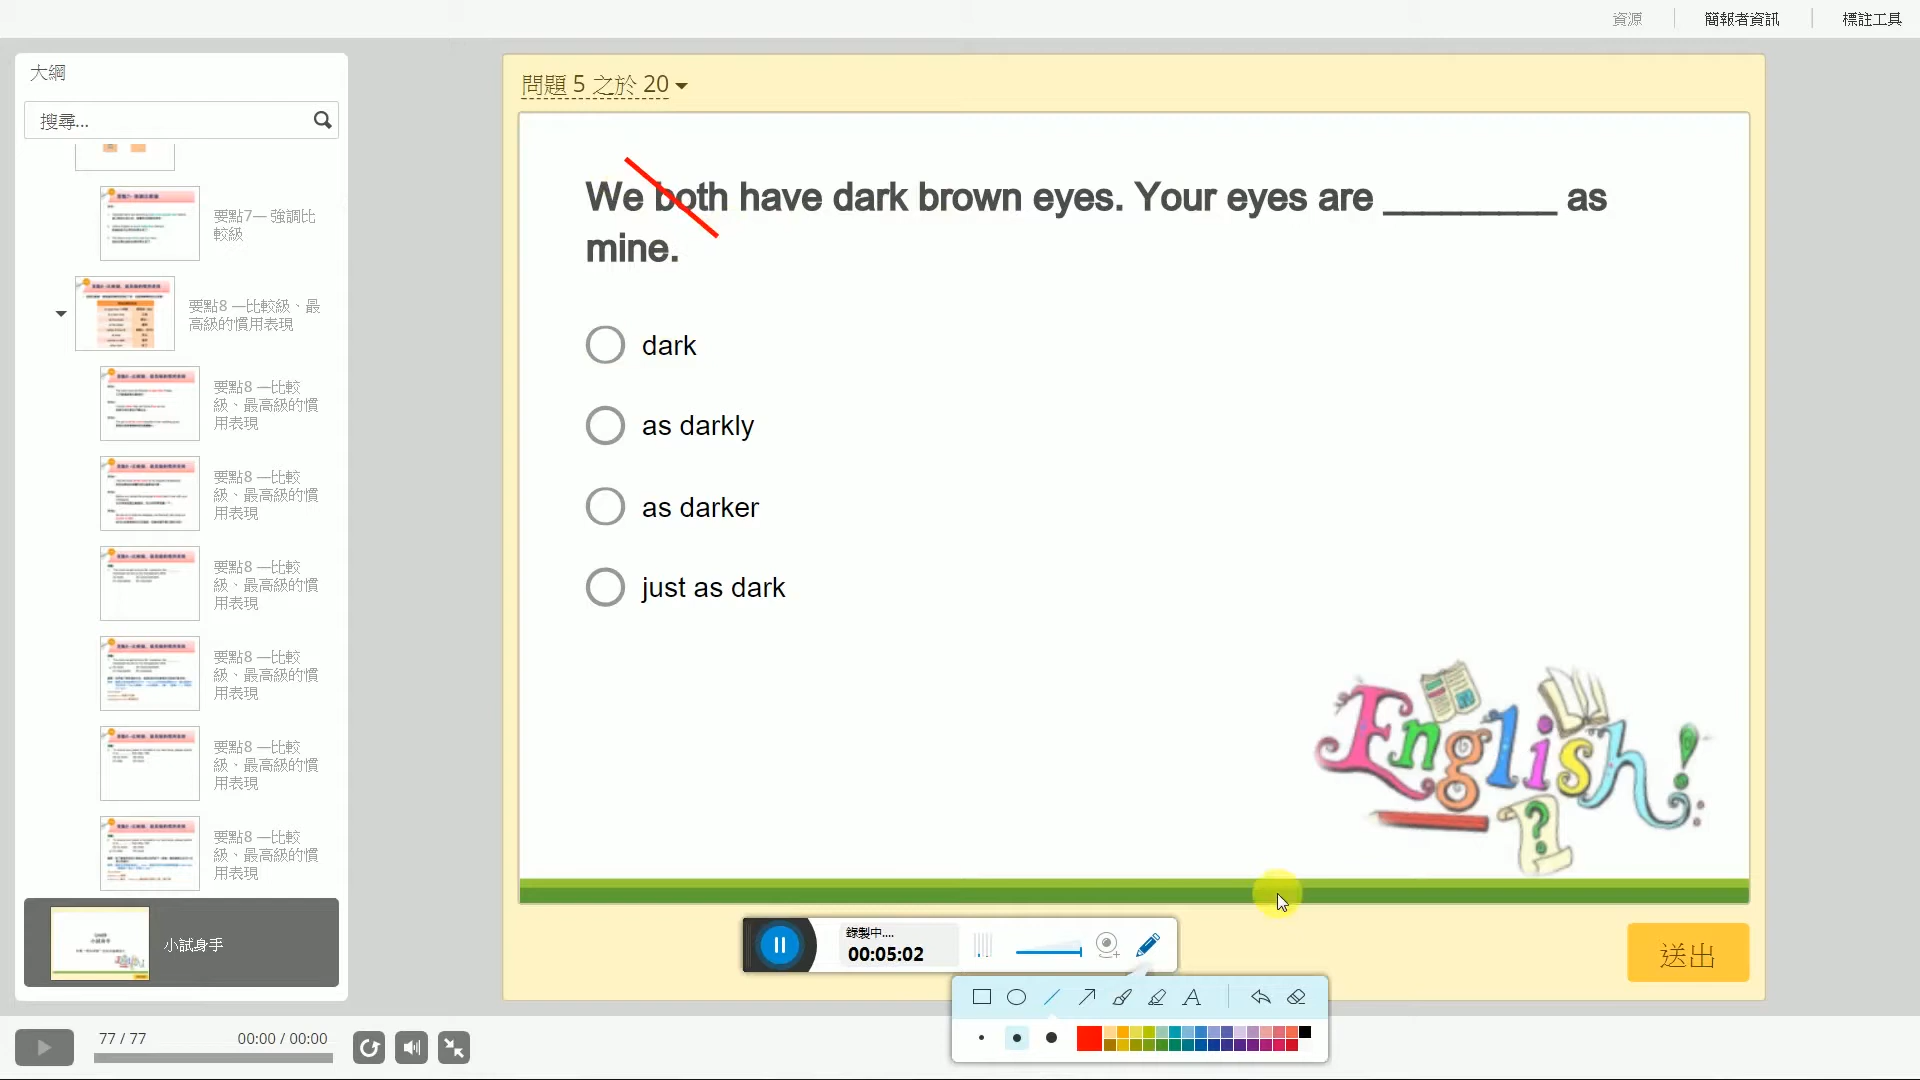 資源
簡報者資訊
標註工具
大綱
搜尋...
要點7— 強調比
較級
要點8 —比較級、最
高級的慣用表現
要點8 —比較
級、最高級的慣
用表現
要點8 —比較
級、最高級的慣
用表現
要點8 —比較
級、最高級的慣
用表現
要點8 —比較
級、最高級的慣
用表現
要點8 —比較
級、最高級的慣
用表現
要點8 —比較
級、最高級的慣
用表現
小試身手
77 / 77
00:00 / 00:00
問題 5 之於 20
We both have dark brown eyes. Your eyes are _________ as
mine.
dark
as darkly
as darker
just as dark
English!
?
錄製中....
00:05:02
A
送出